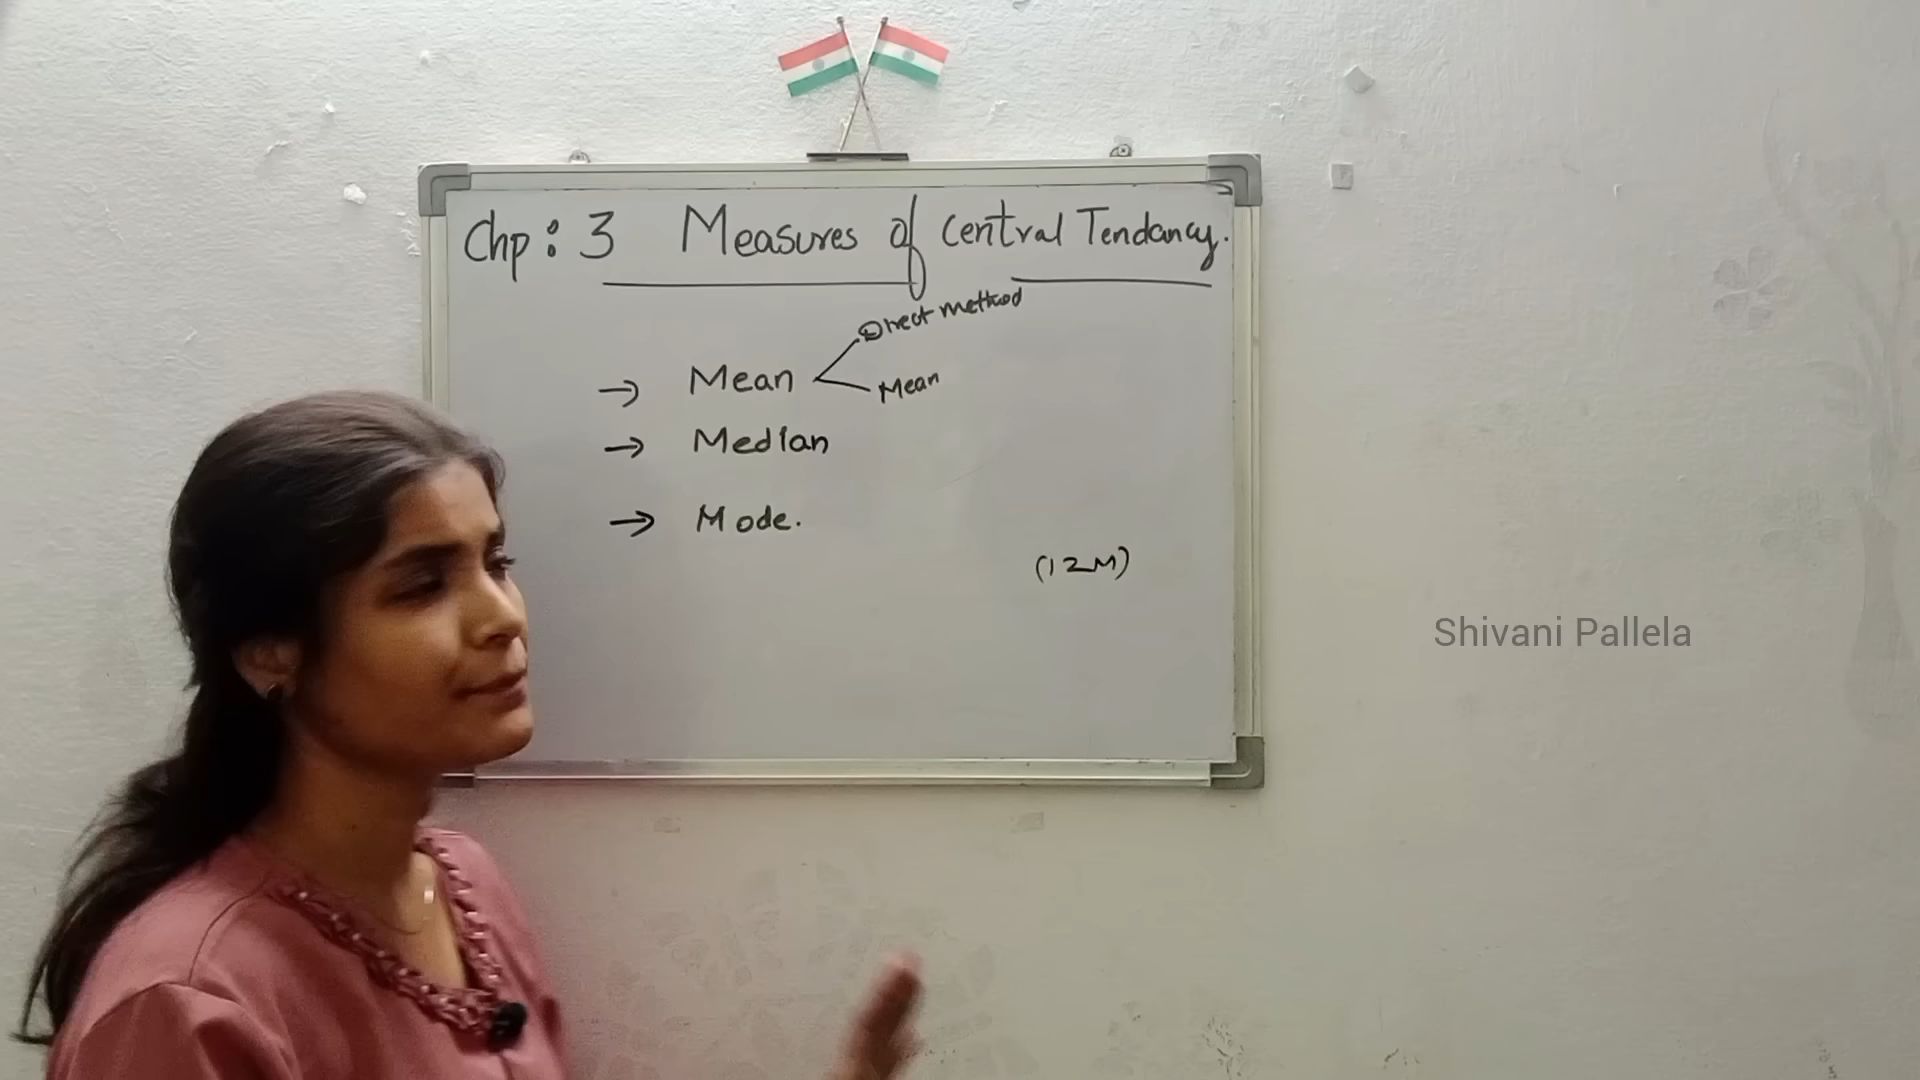 Chp: 3 Measures of Central Tendancy.
Direct method
→ Mean
Mean
→ Median
→ Mode.
(12M)
Shivani Pallela